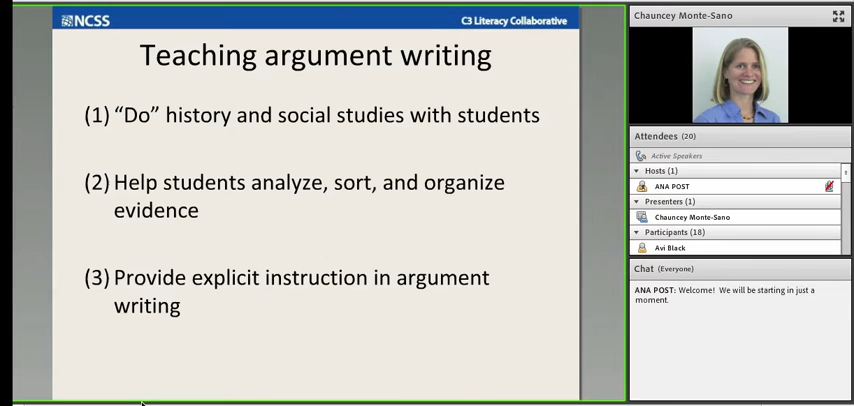 NCSS
C3 Literacy Collaborative
Teaching argument writing
(1) “Do” history and social studies with students
(2) Help students analyze, sort, and organize
evidence
(3) Provide explicit instruction in argument
writing
Chauncey Monte-Sano
Attendees (20)
Active Speakers
Hosts (1)
ANA POST
Presenters (1)
Chauncey Monte-Sano
Participants (18)
Avi Black
Chat (Everyone)
ANA POST: Welcome! We will be starting in just a
moment.